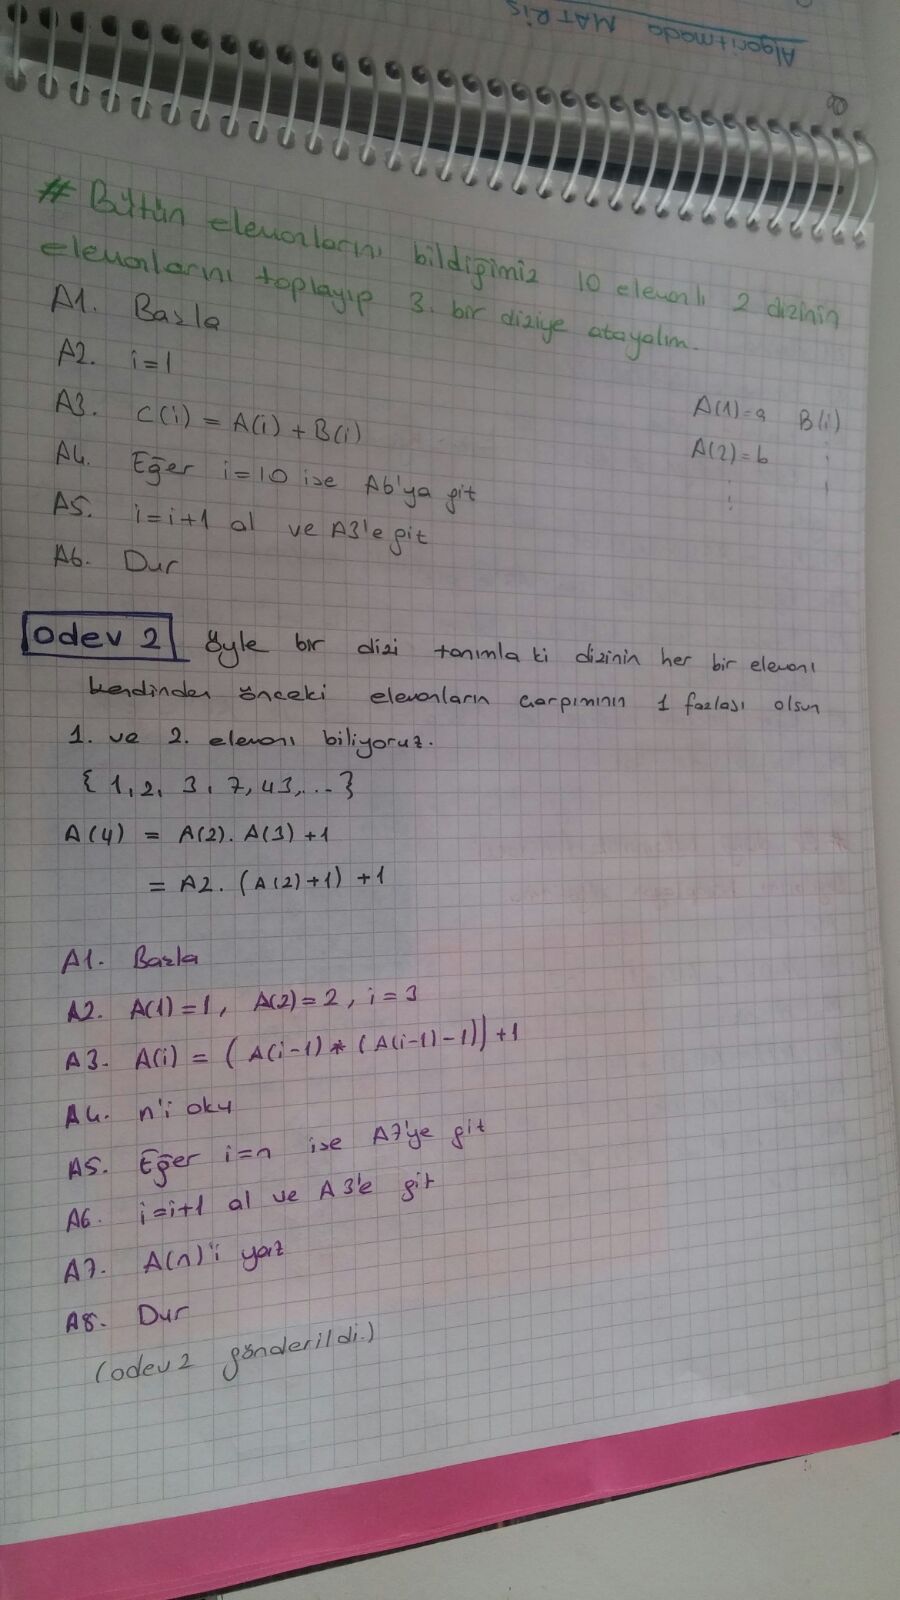 Algoritmada MATRİS
# Bütün elemanlarını bildiğimiz 10 elemanlı 2 dizinin
elemanlarını toplayıp 3. bir diziye atayalım.
A1. Başla
A2. i=1
A3. C(i) = A(i) + B(i)
A(1)=a B(i)
A(2)=b
A4. Eğer i=10 ise A6'ya git
A5. i=i+1 al ve A3'e git
A6. Dur
Odev 2 Öyle bir dizi tanımla ki dizinin her bir elemanı
kendinden önceki elemanların çarpımının 1 fazlası olsun
1. ve 2. elemanı biliyoruz.
{ 1, 2, 3, 7, 43, ... }
A(4) = A(2). A(3) +1
= A2. (A(2)+1) +1
A1. Başla
A2. A(1)=1, A(2)=2, i=3
A3. A(i) = (A(i-1) * (A(i-1)-1)) +1
A4. n'i oku
A5. Eğer i=n ise A7'ye git
A6. i=i+1 al ve A3'e git
A7. A(n)'i yaz
A8. Dur
(odev 2 gönderildi.)